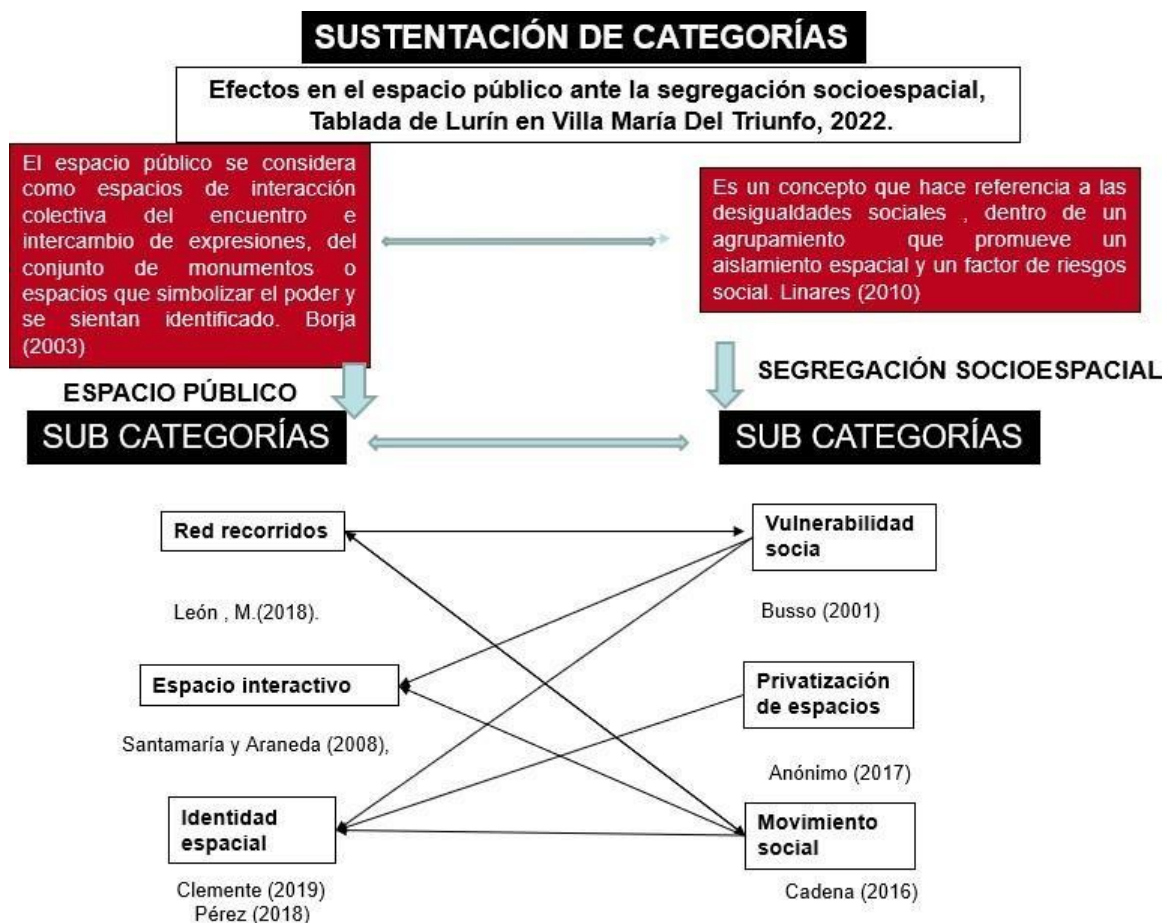 SUSTENTACIÓN DE CATEGORÍAS
Efectos en el espacio público ante la segregación socioespacial,
Tablada de Lurín en Villa María Del Triunfo, 2022.
El espacio público se considera
como espacios de interacción
colectiva del encuentro e
intercambio de expresiones, del
conjunto de monumentos o
espacios que simbolizar el poder y
se sientan identificado. Borja
(2003)
Es un concepto que hace referencia a las
desigualdades sociales , dentro de un
agrupamiento que promueve un
aislamiento espacial y un factor de riesgos
social. Linares (2010)
ESPACIO PÚBLICO
SEGREGACIÓN SOCIOESPACIAL
SUB CATEGORÍAS
SUB CATEGORÍAS
Red recorridos
León , M.(2018).
Espacio interactivo
Santamaría y Araneda (2008),
Identidad
espacial
Clemente (2019)
Pérez (2018)
Vulnerabilidad
socia
Busso (2001)
Privatización
de espacios
Anónimo (2017)
Movimiento
social
Cadena (2016)